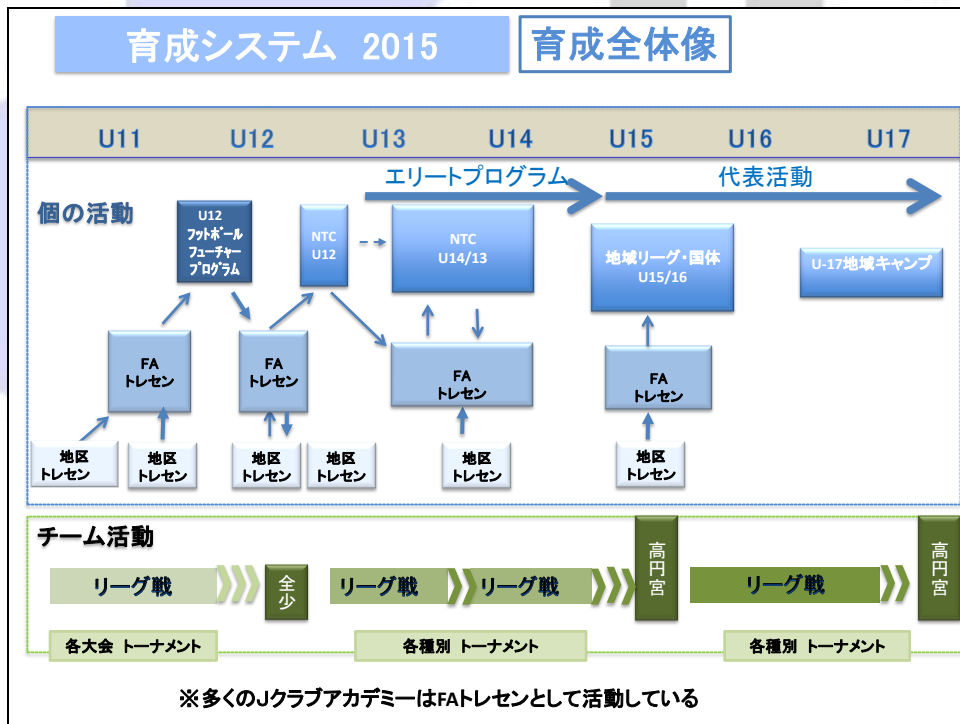 育成システム 2015
育成全体像
U11 U12 U13 U14 U15 U16 U17
エリートプログラム
代表活動
個の活動
U12
フットボール
フューチャー
プログラム
NTC
U12
NTC
U14/13
地域リーグ・国体
U15/16
U-17地域キャンプ
FA
トレセン
FA
トレセン
FA
トレセン
FA
トレセン
地区
トレセン
地区
トレセン
地区
トレセン
地区
トレセン
地区
トレセン
地区
トレセン
チーム活動
リーグ戦
全少
リーグ戦
リーグ戦
高円宮
リーグ戦
高円宮
各大会 トーナメント
各種別 トーナメント
各種別 トーナメント
※多くのJクラブアカデミーはFAトレセンとして活動している